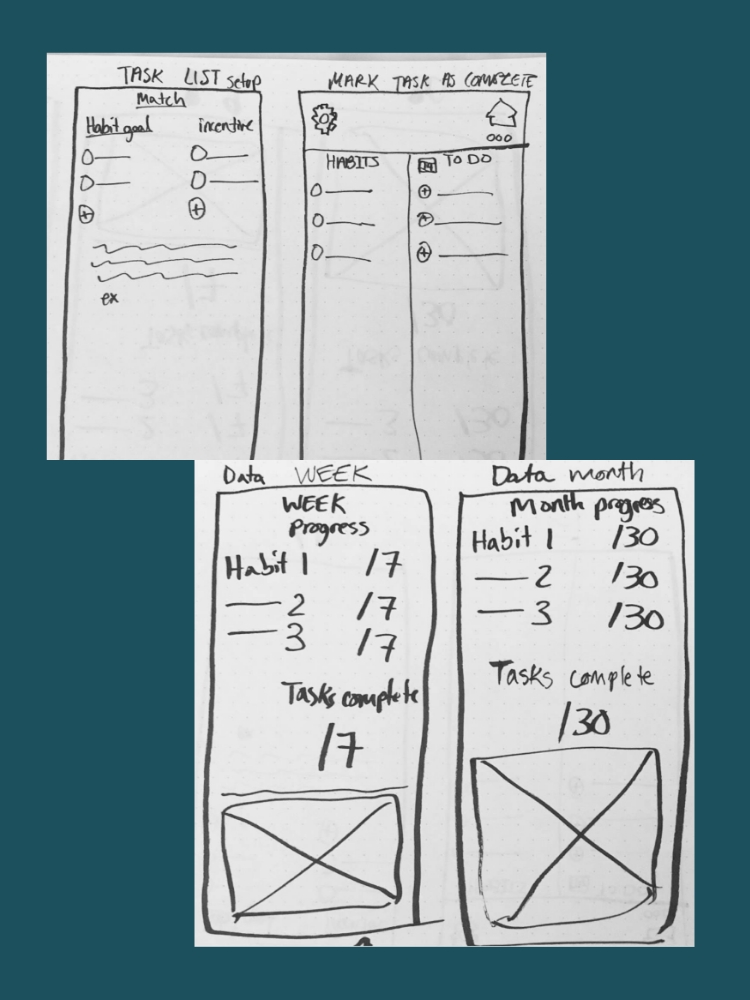 TASK LIST setup
Match
Habit goal incentive
ex
MARK TASK AS COMPLETE
HABITS
TO DO
Data WEEK
WEEK
Progress
Habit 1 /7
2 /7
3 /7
Tasks complete
/7
Data month
Month progress
Habit 1 /30
2 /30
3 /30
Tasks complete
/30